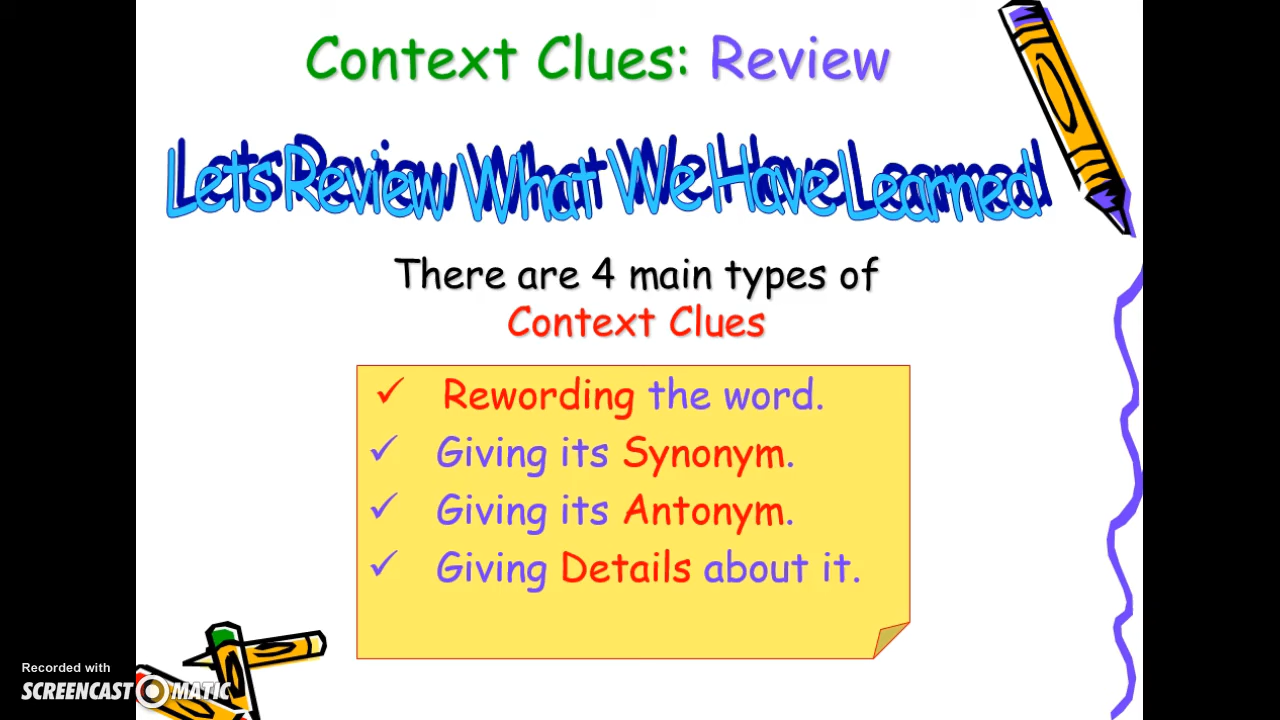 Context Clues: Review
Lets Review What We Have Learned
There are 4 main types of
Context Clues
✓ Rewording the word.
✓ Giving its Synonym.
✓ Giving its Antonym.
✓ Giving Details about it.
Recorded with
SCREENCAST-O-MATIC